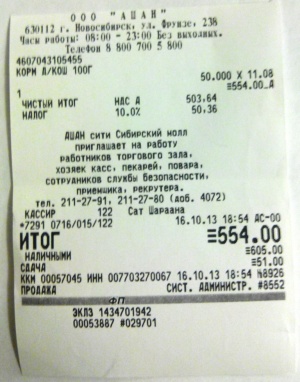 ООО "АШАН"
630112 г. Новосибирск, ул. Фрунзе, 238
Часы работы: 08:00 - 23:00 Без выходных.
Телефон 8 800 700 5 800
4607043105455
КОРМ Д/КОШ 100Г
50.000 X 11.08
1 ≡554.00_А
ЧИСТЫЙ ИТОГ НДС А 503,64
НАЛОГ 10.0% 50,36
АШАН сити Сибирский молл
приглашает на работу
работников торгового зала,
хозяек касс, пекарей, повара,
сотрудников службы безопасности,
приемщика, рекрутера.
тел. 211-27-91, 211-27-80 (доб. 4072)
КАССИР 122 Сат Шараана
*7291 0716/015/122 16.10.13 18:54 АС-00
ИТОГ ≡554.00
НАЛИЧНЫМИ ≡605.00
СДАЧА ≡51.00
ККМ 00057045 ИНН 007703270067 16.10.13 18:54 №8926
ПРОДАЖА СИСТ. АДМИНИСТР. #8552
ФП
ЭКЛЗ 1434701942
00053887 #029701